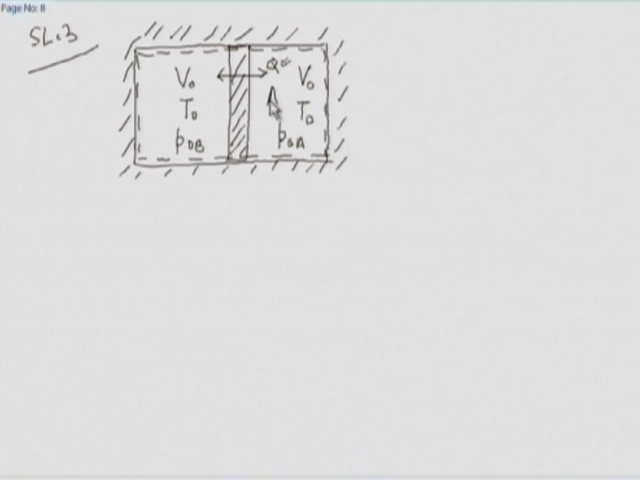 Page No: 8
SL.3
V₀ Q= V₀
T₀ T₀
p₀B p₀A